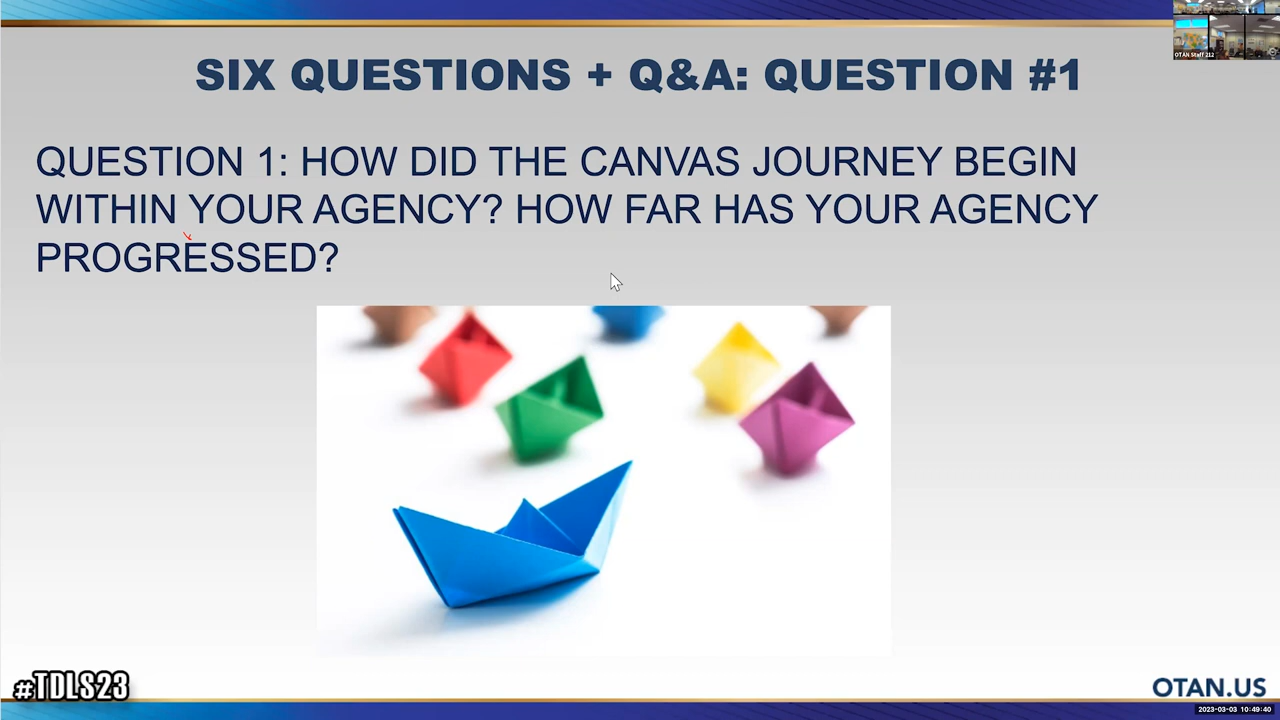 OTAN Staff 212
SIX QUESTIONS + Q&A: QUESTION #1
QUESTION 1: HOW DID THE CANVAS JOURNEY BEGIN
WITHIN YOUR AGENCY? HOW FAR HAS YOUR AGENCY
PROGRESSED?
#TDLS23
OTAN.US
2023-03-03 10:49:40